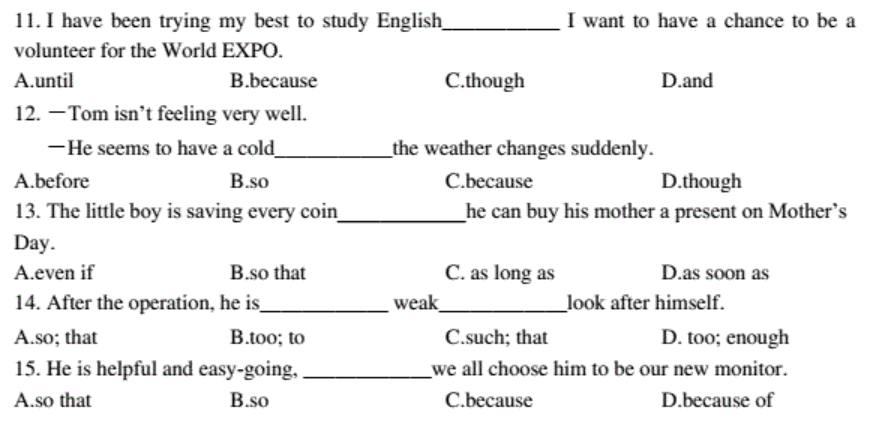 11. I have been trying my best to study English___________ I want to have a chance to be a
volunteer for the World EXPO.
A.until B.because C.though D.and
12. —Tom isn't feeling very well.
—He seems to have a cold___________the weather changes suddenly.
A.before B.so C.because D.though
13. The little boy is saving every coin____________he can buy his mother a present on Mother's
Day.
A.even if B.so that C. as long as D.as soon as
14. After the operation, he is____________ weak____________look after himself.
A.so; that B.too; to C.such; that D. too; enough
15. He is helpful and easy-going, ____________we all choose him to be our new monitor.
A.so that B.so C.because D.because of